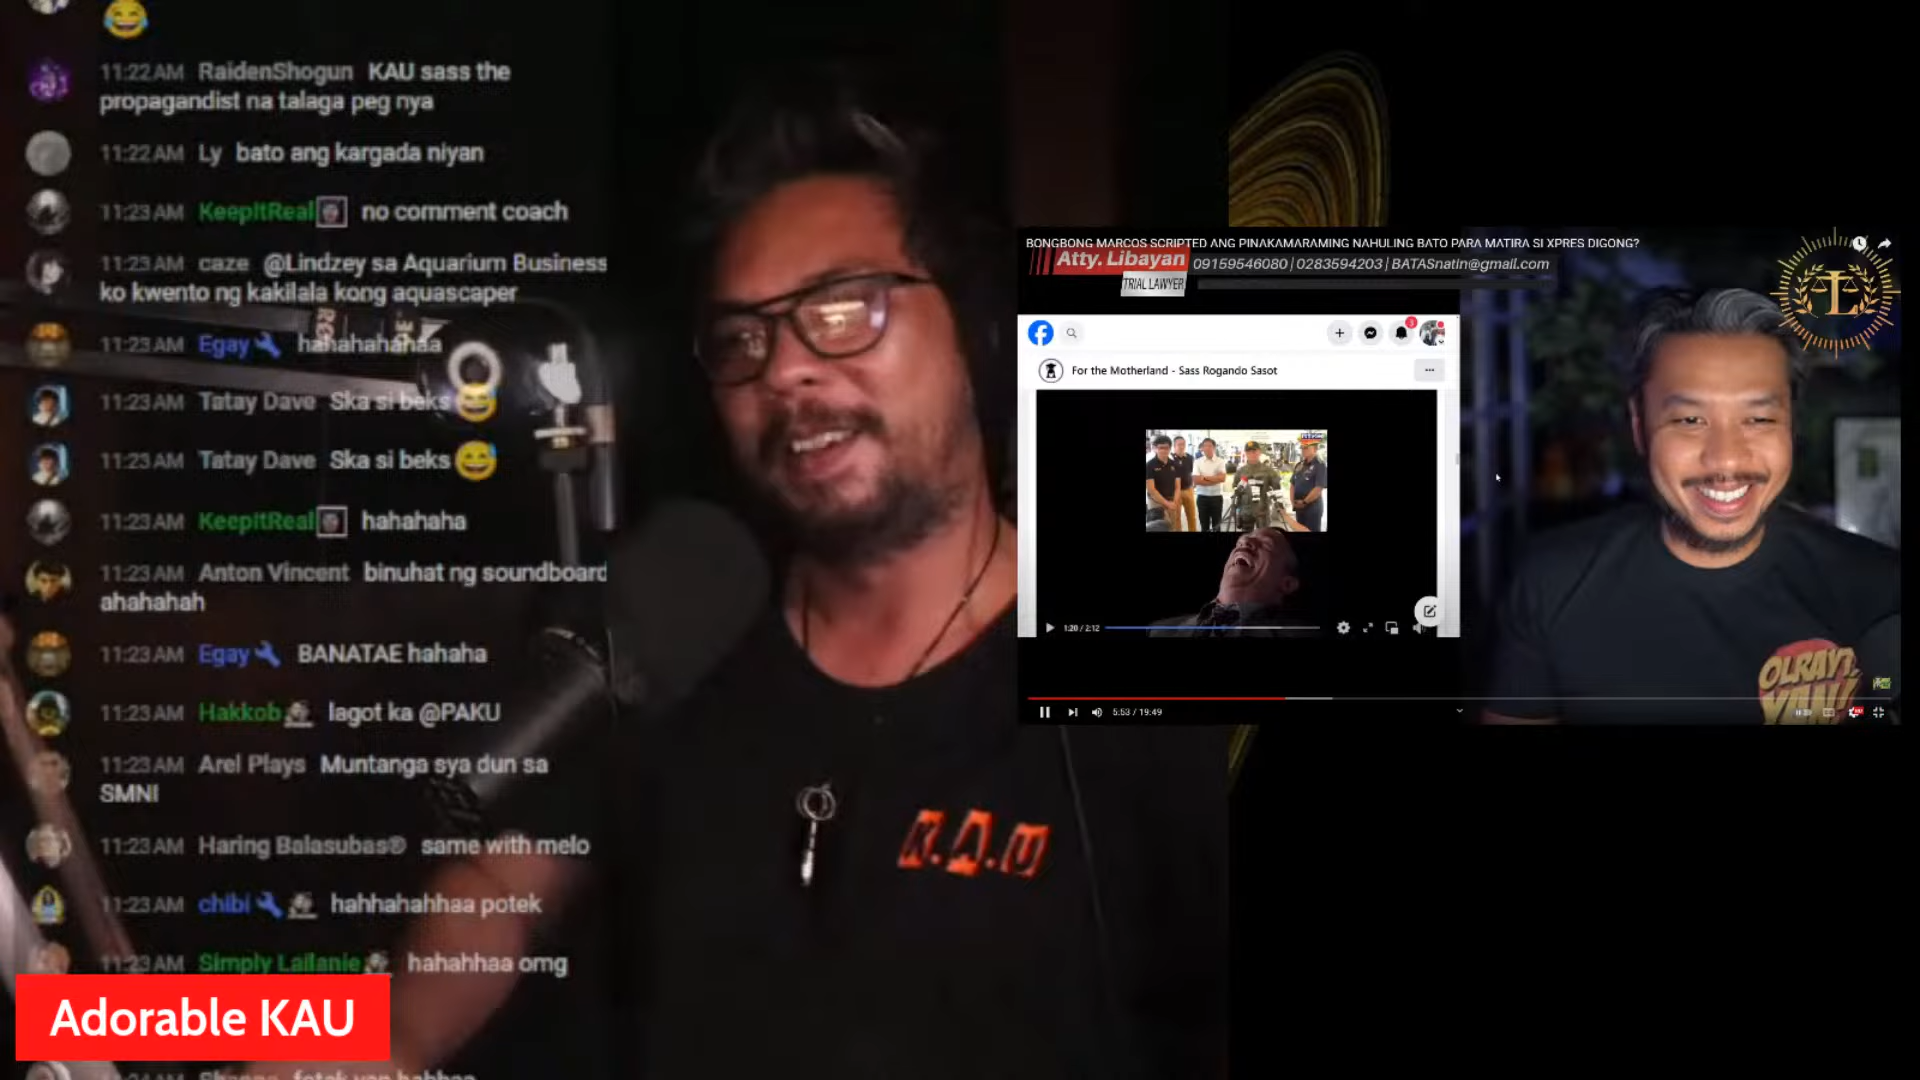 11:22 AM RaidenShogun KAU sass the
propagandist na talaga peg nya
11:22 AM Ly bato ang kargada niyan
11:23 AM KeepItReal no comment coach
11:23 AM caze @Lindzey sa Aquarium Business
ko kwento ng kakilala kong aquascaper
11:23 AM Egay hahahahahaa
11:23 AM Tatay Dave Ska si beks
11:23 AM Tatay Dave Ska si beks
11:23 AM KeepItReal hahahaha
11:23 AM Anton Vincent binuhat ng soundboard
ahahahah
11:23 AM Egay BANATAE hahaha
11:23 AM Hakkob lagot ka @PAKU
11:23 AM Arel Plays Muntanga sya dun sa
SMNI
11:23 AM Haring Balasubas® same with melo
11:23 AM chibi hahhahahhaa potek
11:23 AM Simply Lailanie hahahhaa omg
Adorable KAU
K.A.U
BONGBONG MARCOS SCRIPTED ANG PINAKAMARAMING NAHULING BATO PARA MATIRA SI XPRES DIGONG?
Atty. Libayan
09159546080 | 0283594203 | BATASnatin@gmail.com
TRIAL LAWYER
For the Motherland - Sass Rogando Sasot
1:20 / 2:12
OLRAYT
YAN!
5:53 / 19:49